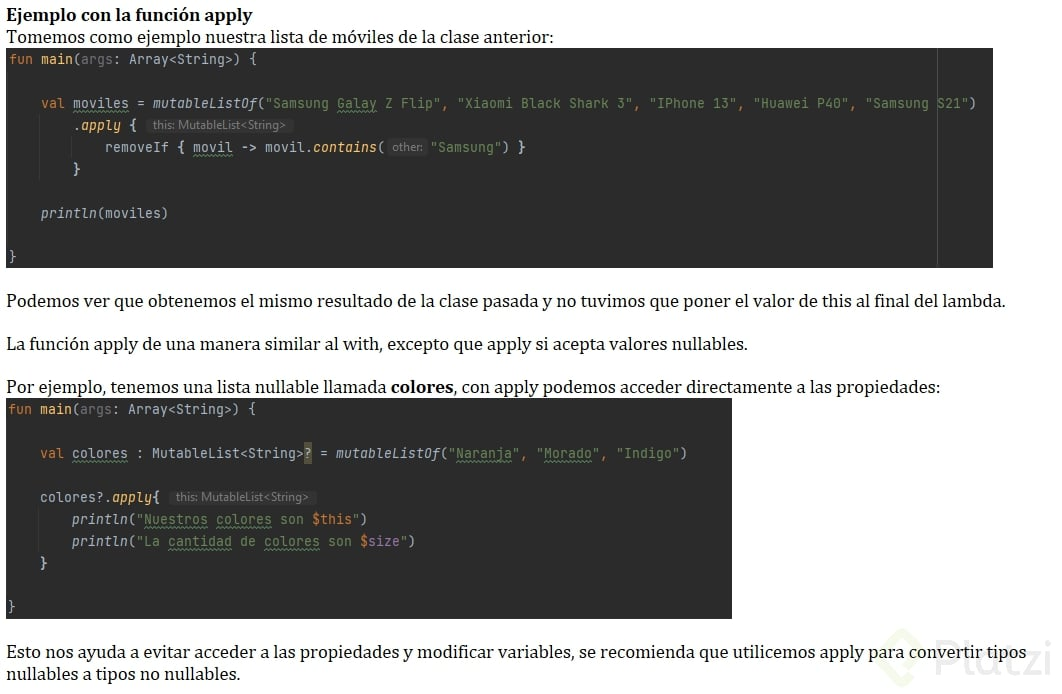 Ejemplo con la función apply
Tomemos como ejemplo nuestra lista de móviles de la clase anterior:
fun main(args: Array<String>) {
val moviles = mutableListOf("Samsung Galay Z Flip", "Xiaomi Black Shark 3", "IPhone 13", "Huawei P40", "Samsung S21")
.apply { this: MutableList<String>
removeIf { movil -> movil.contains( other: "Samsung") }
}
println(moviles)
}
Podemos ver que obtenemos el mismo resultado de la clase pasada y no tuvimos que poner el valor de this al final del lambda.
La función apply de una manera similar al with, excepto que apply si acepta valores nullables.
Por ejemplo, tenemos una lista nullable llamada colores, con apply podemos acceder directamente a las propiedades:
fun main(args: Array<String>) {
val colores : MutableList<String>? = mutableListOf("Naranja", "Morado", "Indigo")
colores?.apply{ this: MutableList<String>
println("Nuestros colores son $this")
println("La cantidad de colores son $size")
}
}
Esto nos ayuda a evitar acceder a las propiedades y modificar variables, se recomienda que utilicemos apply para convertir tipos
nullables a tipos no nullables.
Platzi